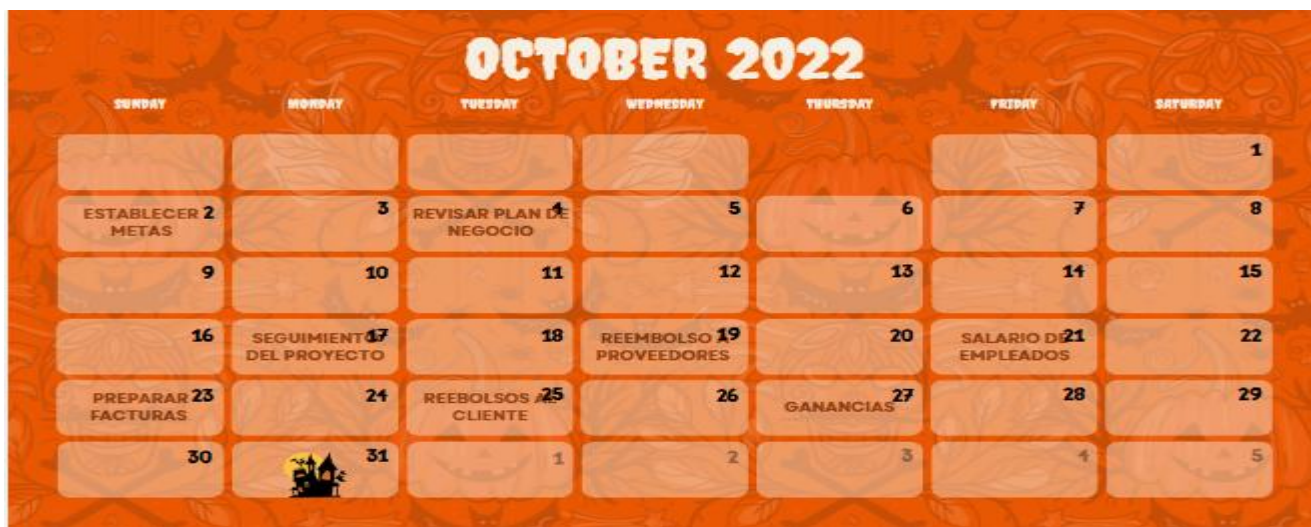 OCTOBER 2022
SUNDAY MONDAY TUESDAY WEDNESDAY THURSDAY FRIDAY SATURDAY
1
ESTABLECER 2 3 REVISAR PLAN DE 4 5 6 7 8
METAS NEGOCIO
9 10 11 12 13 14 15
16 SEGUIMIENTO 17 18 REEMBOLSO A 19 20 SALARIO DE 21 22
DEL PROYECTO PROVEEDORES EMPLEADOS
PREPARAR 23 24 REEBOLSOS AL 25 26 GANANCIAS 27 28 29
FACTURAS CLIENTE
30 31 1 2 3 4 5